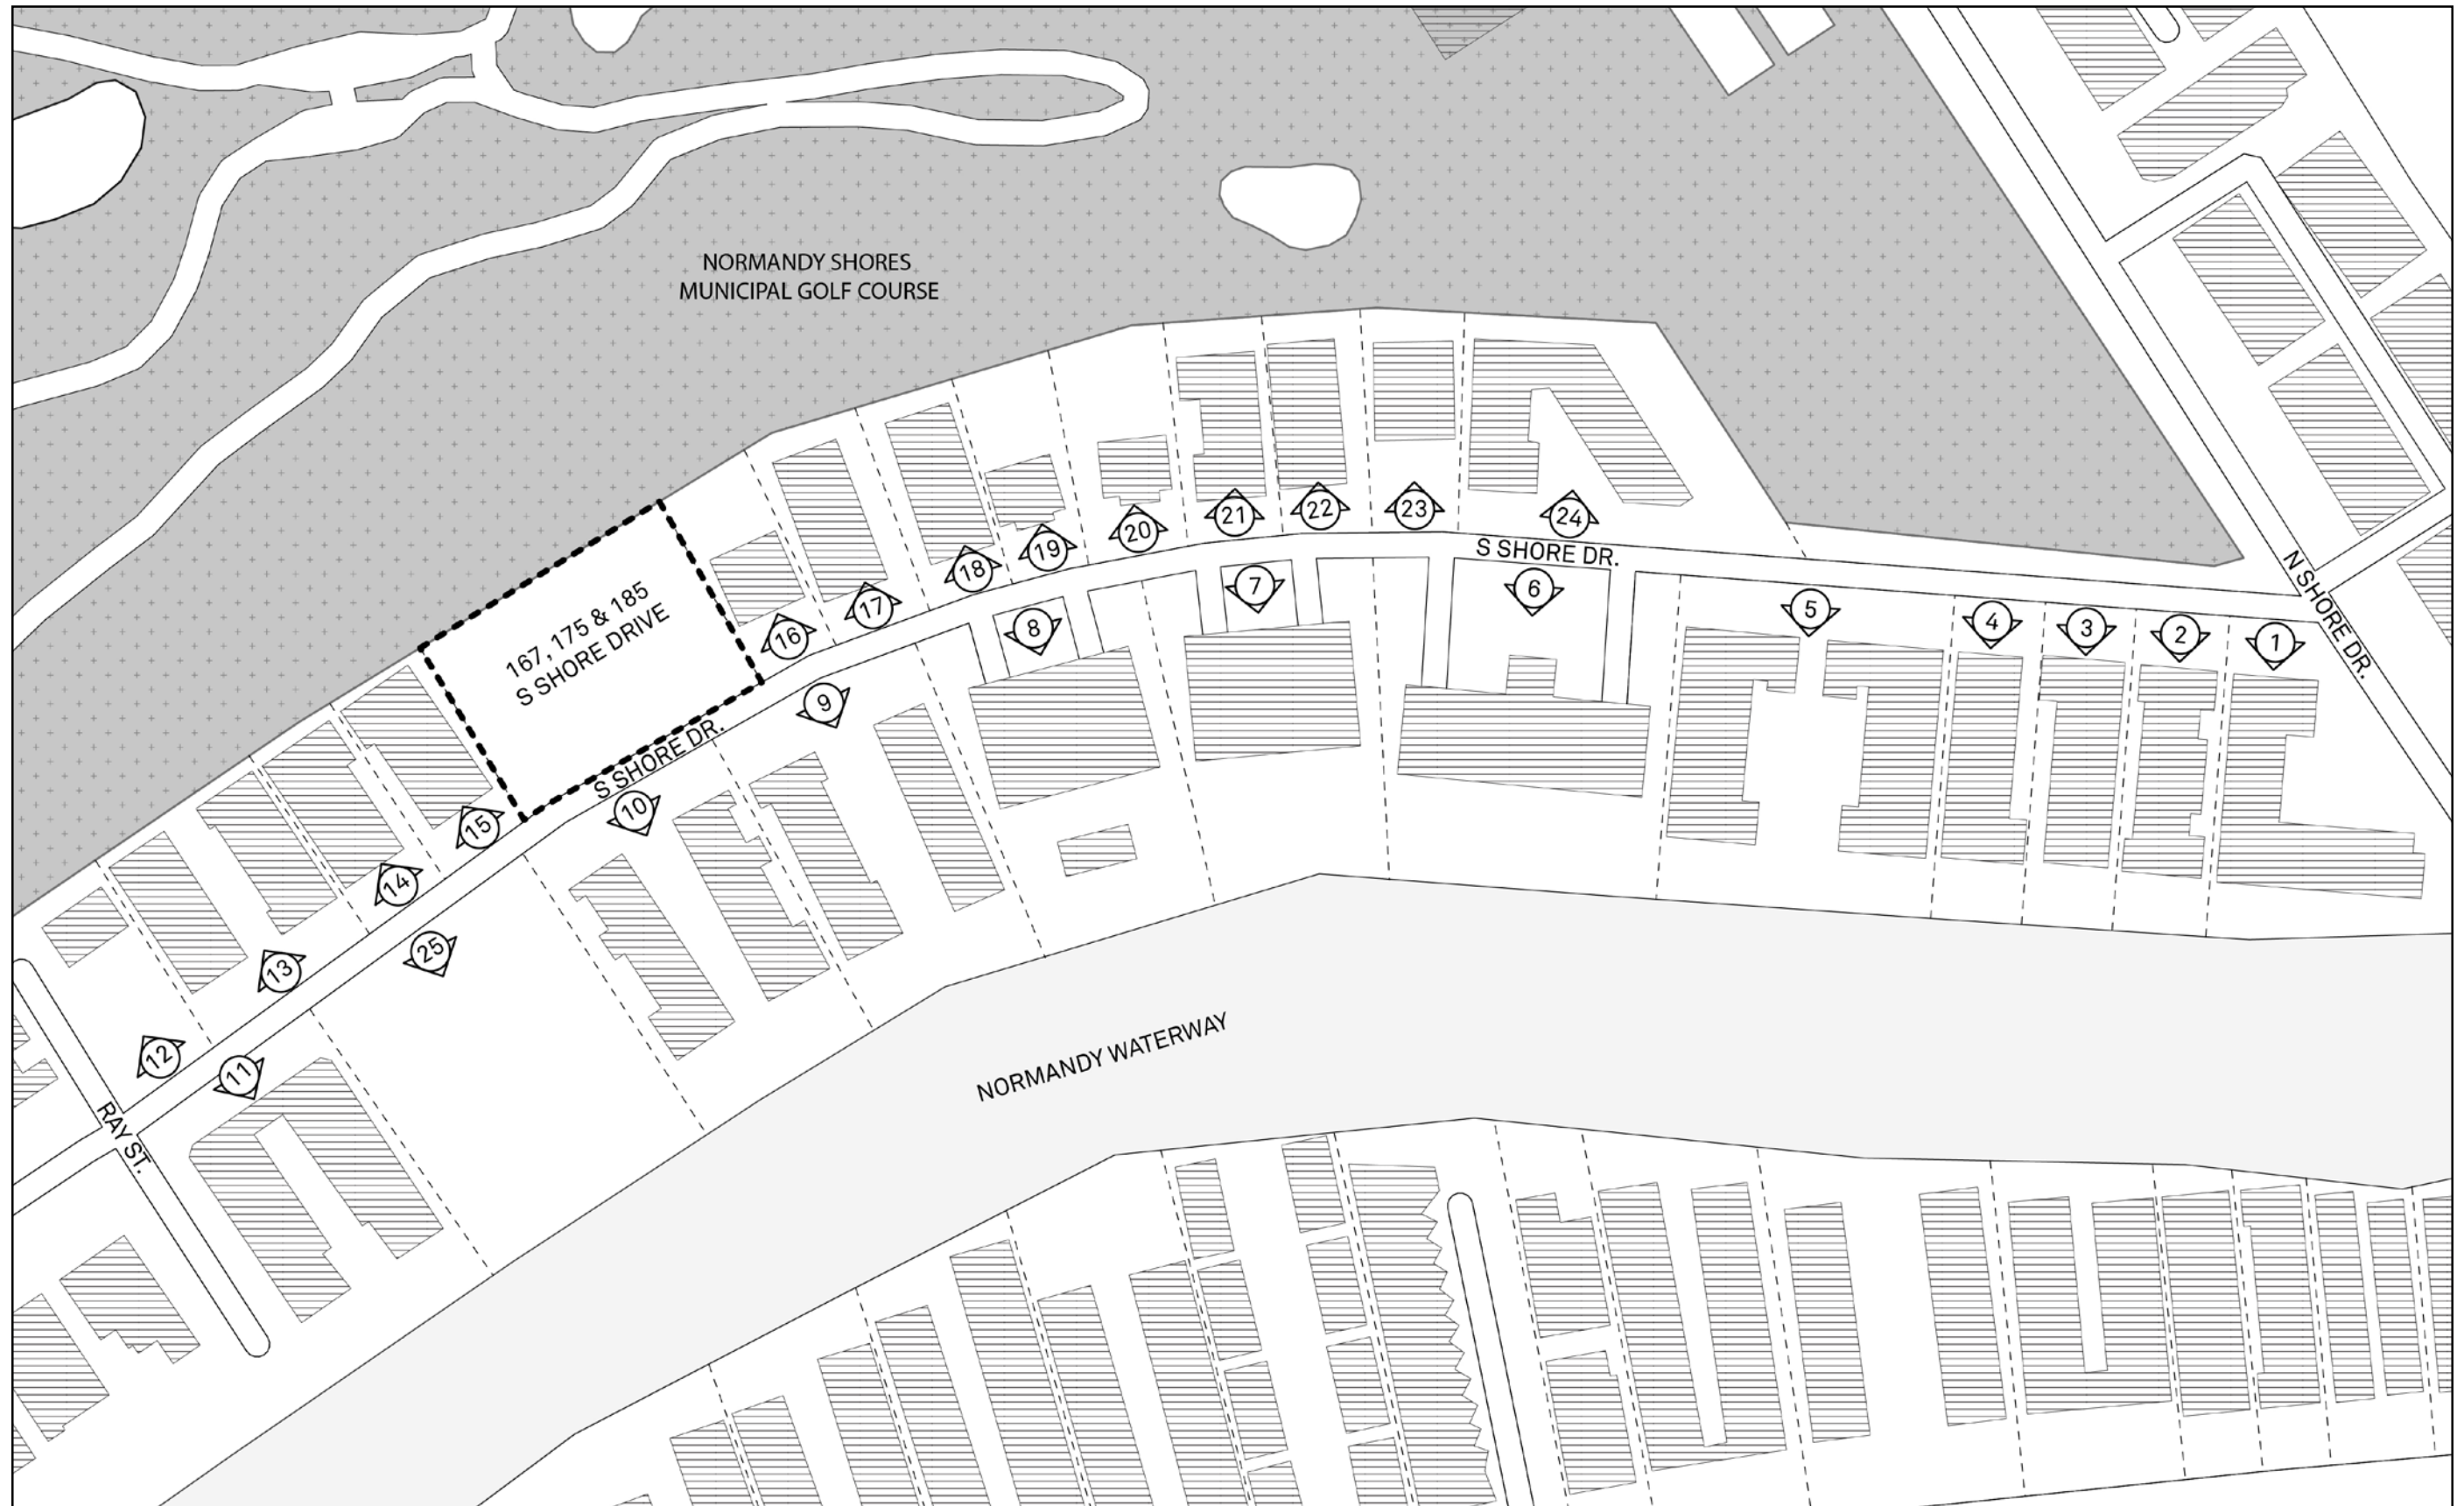 NORMANDY SHORES
MUNICIPAL GOLF COURSE
167, 175 & 185
S SHORE DRIVE
S SHORE DR.
S SHORE DR.
N SHORE DR.
RAY ST.
NORMANDY WATERWAY
1
2
3
4
5
6
7
8
9
10
11
12
13
14
15
16
17
18
19
20
21
22
23
24
25